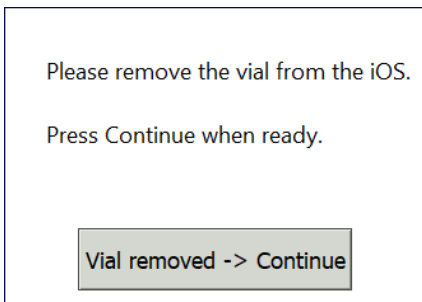 Please remove the vial from the iOS.
Press Continue when ready.
Vial removed -> Continue